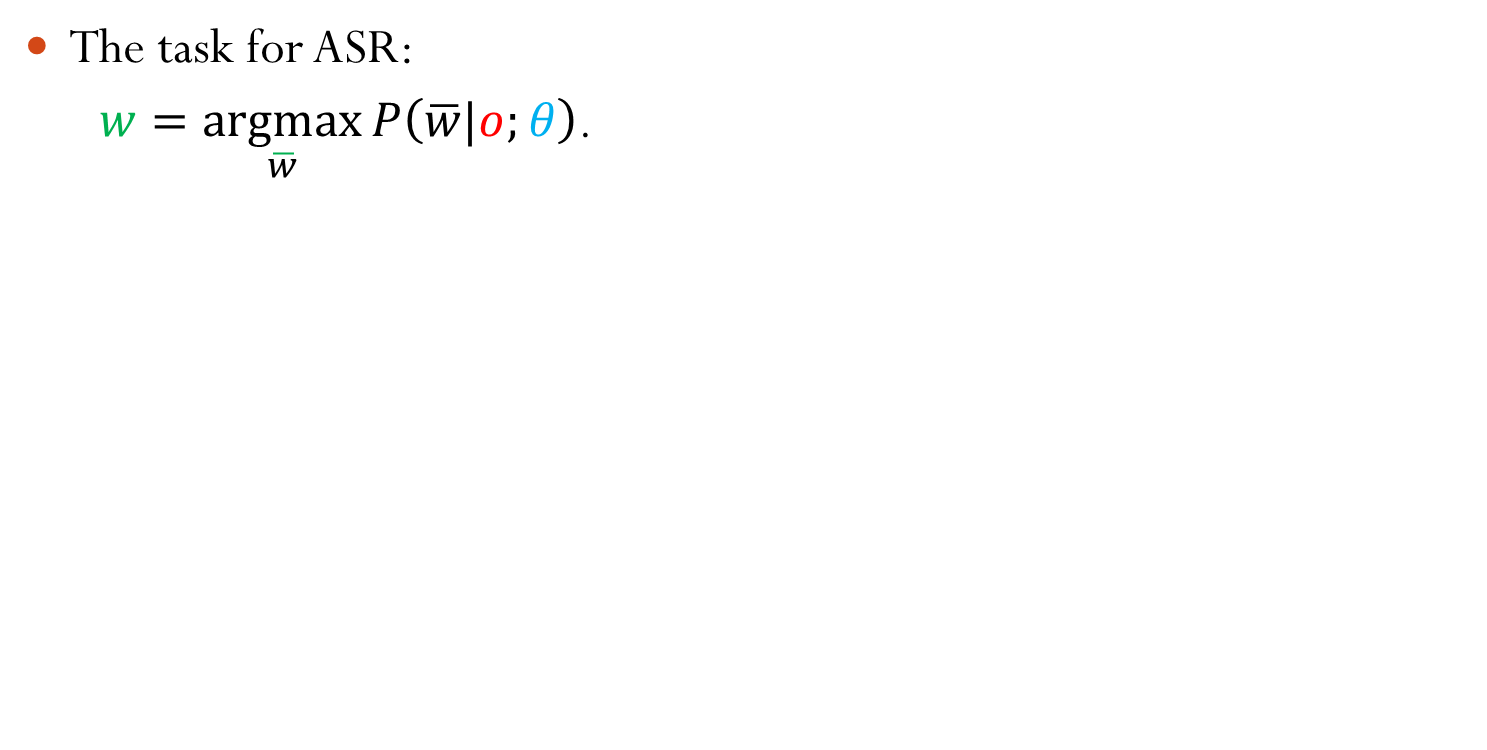 • The task for ASR:
w = argmax P(w̅|o; θ).
w̅